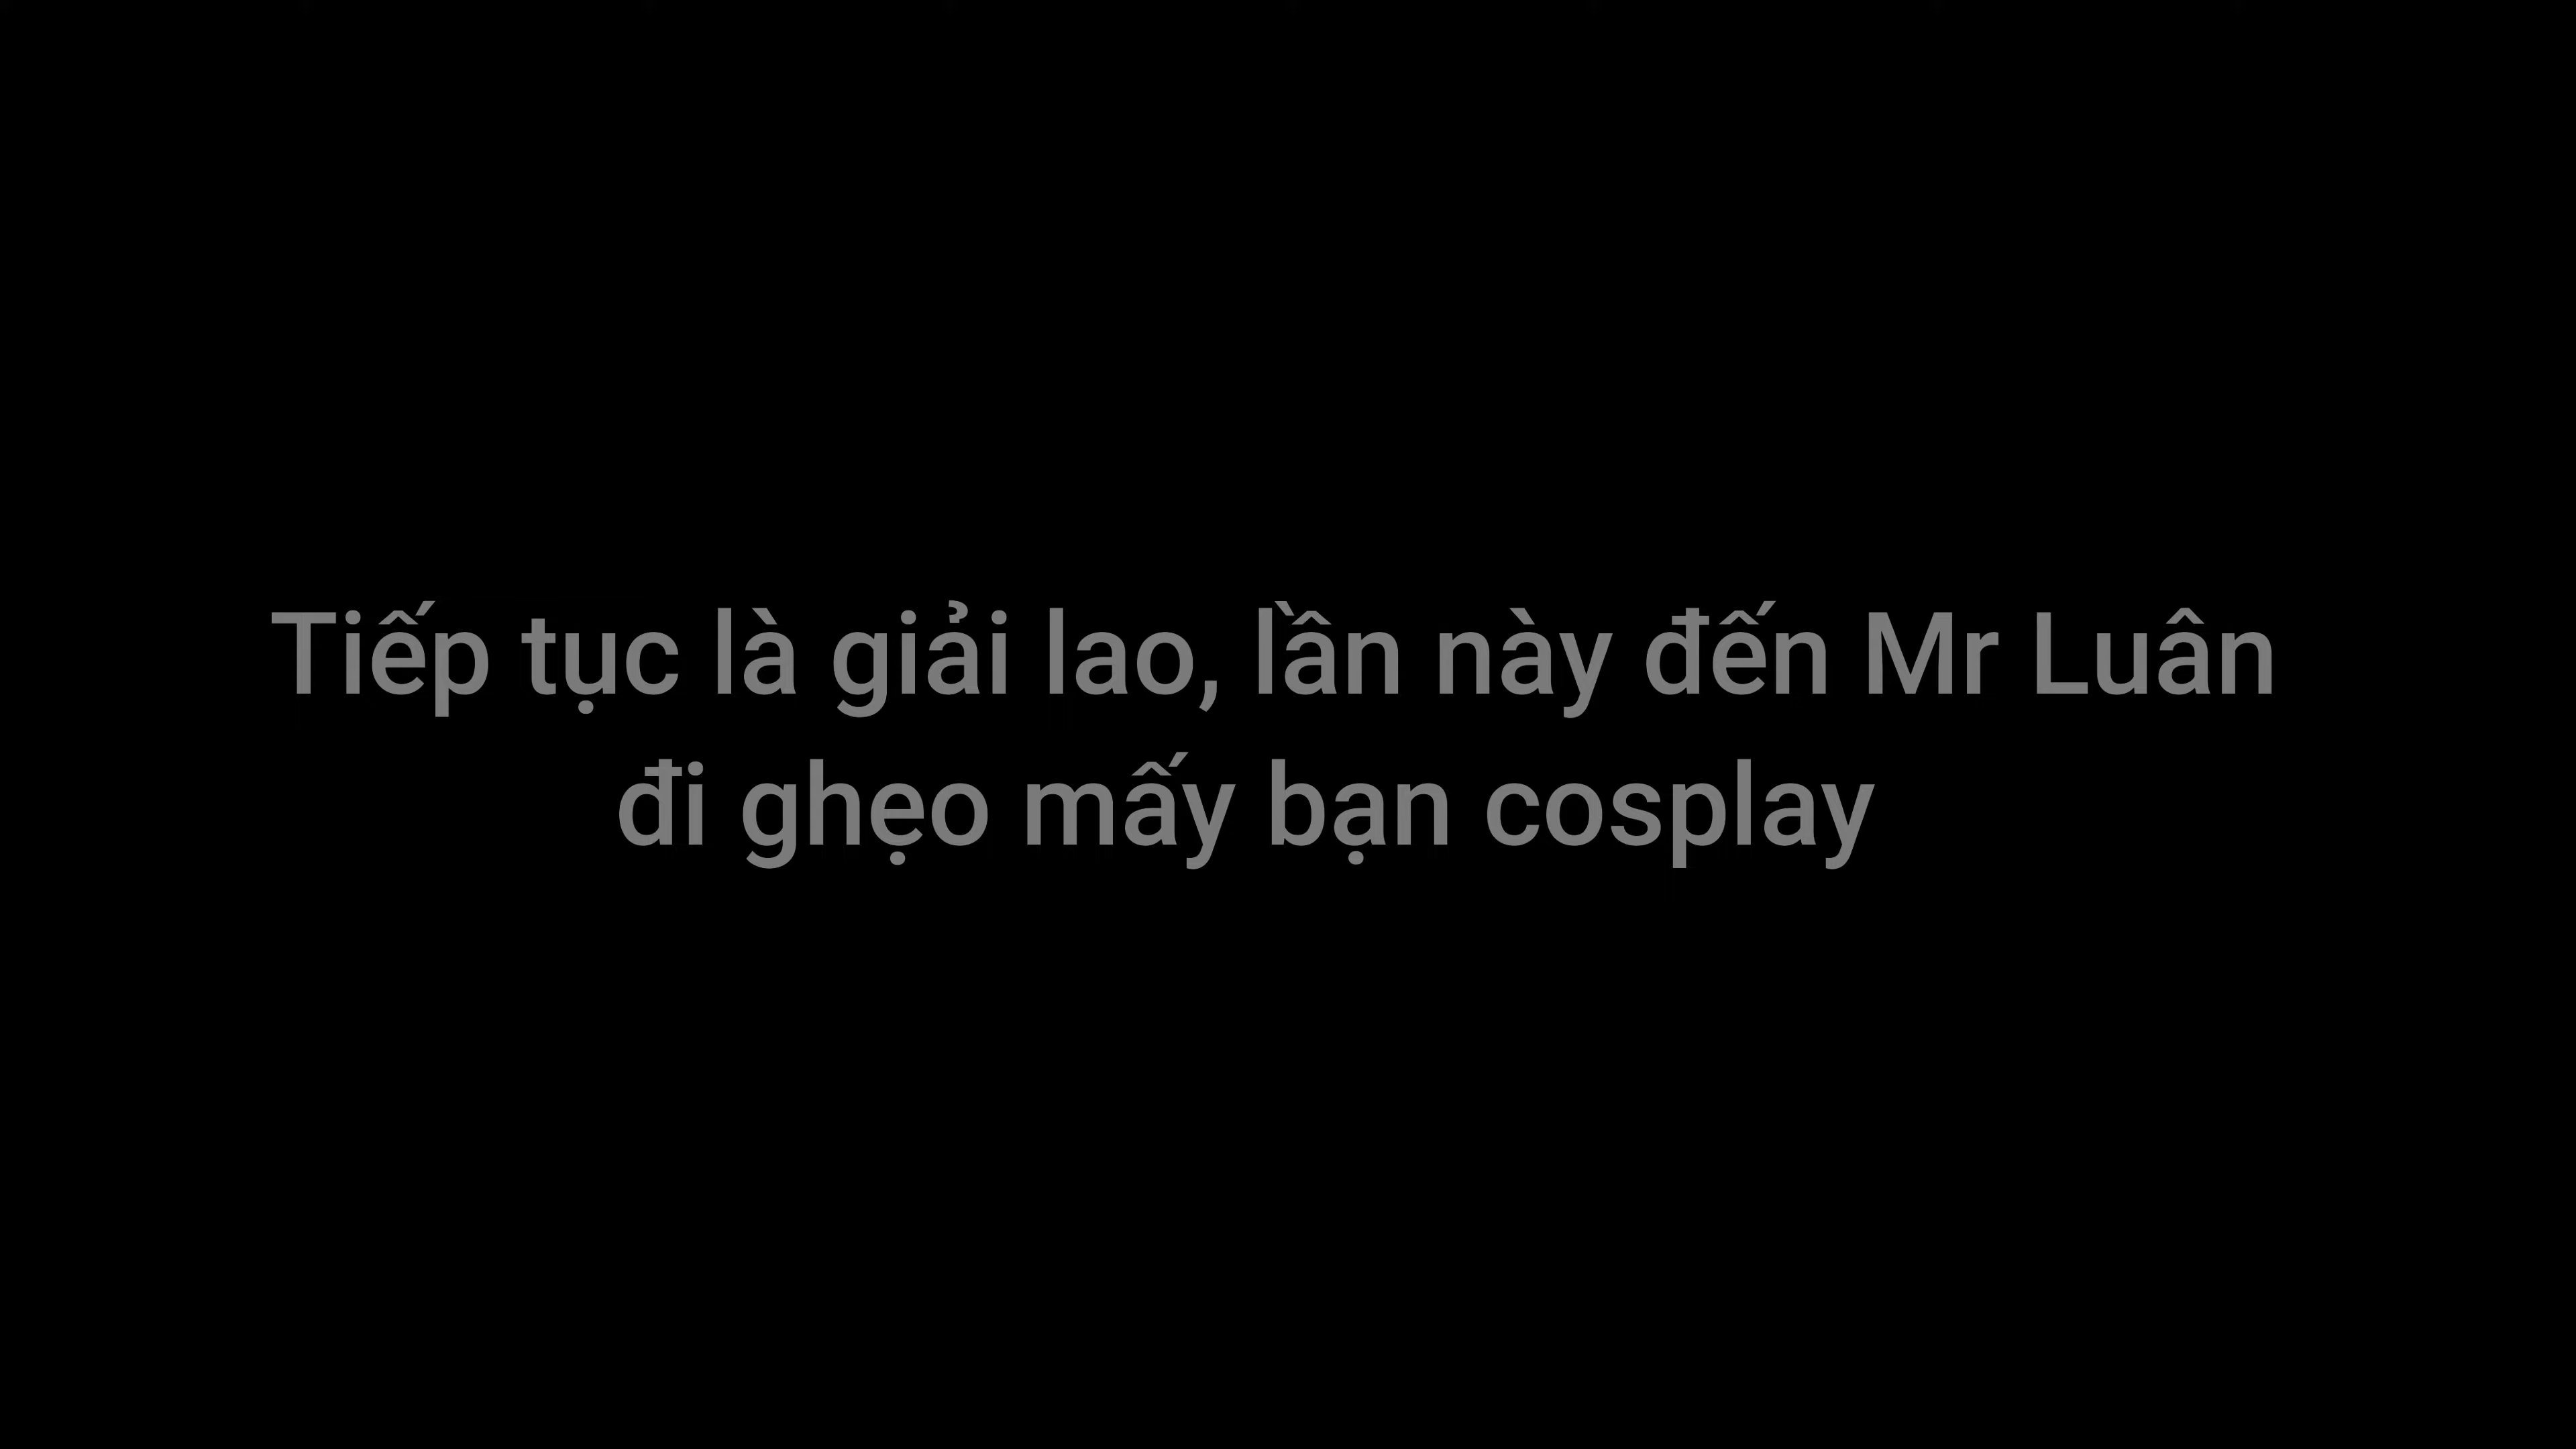 Tiếp tục là giải lao, lần này đến Mr Luân
đi ghẹo mấy bạn cosplay